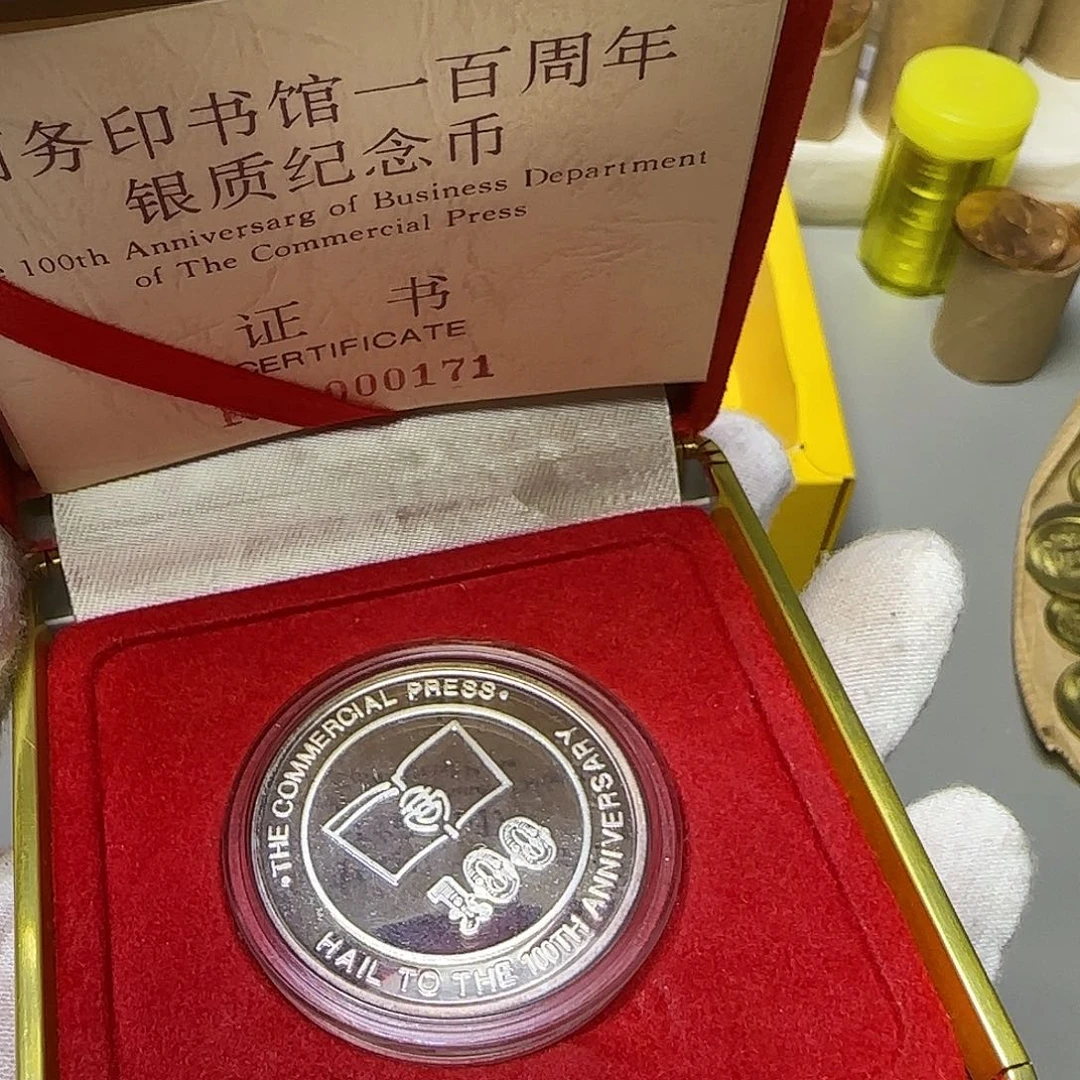 务印书馆一百周年
银质纪念币
100th Anniversarg of Business Department
of The Commercial Press
证 书
CERTIFICATE
000171
·THE COMMERCIAL PRESS·
HAIL TO THE 100TH ANNIVERSARY
100